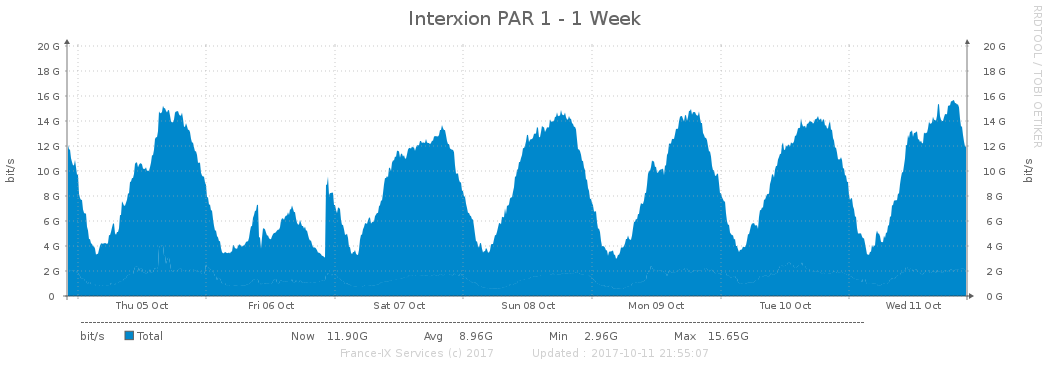 Interxion PAR 1 - 1 Week
RRDTOOL / TOBI OETIKER
20 G 20 G
18 G 18 G
16 G 16 G
14 G 14 G
12 G 12 G
10 G 10 G
8 G 8 G
6 G 6 G
4 G 4 G
2 G 2 G
0 0 G
bit/s
bit/s
Thu 05 Oct Fri 06 Oct Sat 07 Oct Sun 08 Oct Mon 09 Oct Tue 10 Oct Wed 11 Oct
bit/s Total Now 11.90G Avg 8.96G Min 2.96G Max 15.65G
France-IX Services (c) 2017 Updated : 2017-10-11 21:55:07